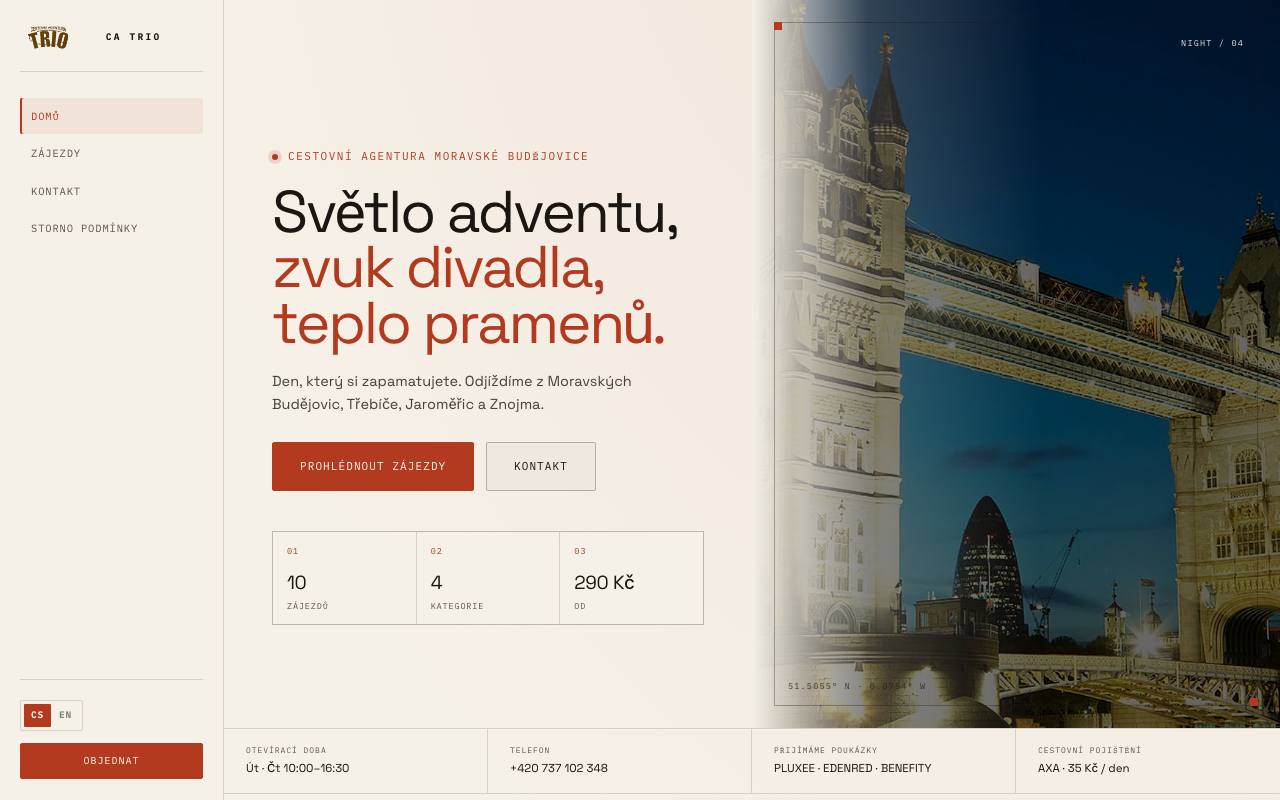 CESTOVNÍ AGENTURA
TRIO
CA TRIO
DOMŮ
ZÁJEZDY
KONTAKT
STORNO PODMÍNKY
CS EN
OBJEDNAT
NIGHT / 04
CESTOVNÍ AGENTURA MORAVSKÉ BUDĚJOVICE
Světlo adventu,
zvuk divadla,
teplo pramenů.
Den, který si zapamatujete. Odjíždíme z Moravských
Budějovic, Třebíče, Jaroměřic a Znojma.
PROHLÉDNOUT ZÁJEZDY
KONTAKT
01
10
ZÁJEZDŮ
02
4
KATEGORIE
03
290 Kč
OD
51.5055° N · 0.0754° W
OTEVÍRACÍ DOBA
Út · Čt 10:00–16:30
TELEFON
+420 737 102 348
PŘIJÍMÁME POUKÁZKY
PLUXEE · EDENRED · BENEFITY
CESTOVNÍ POJIŠTĚNÍ
AXA · 35 Kč / den